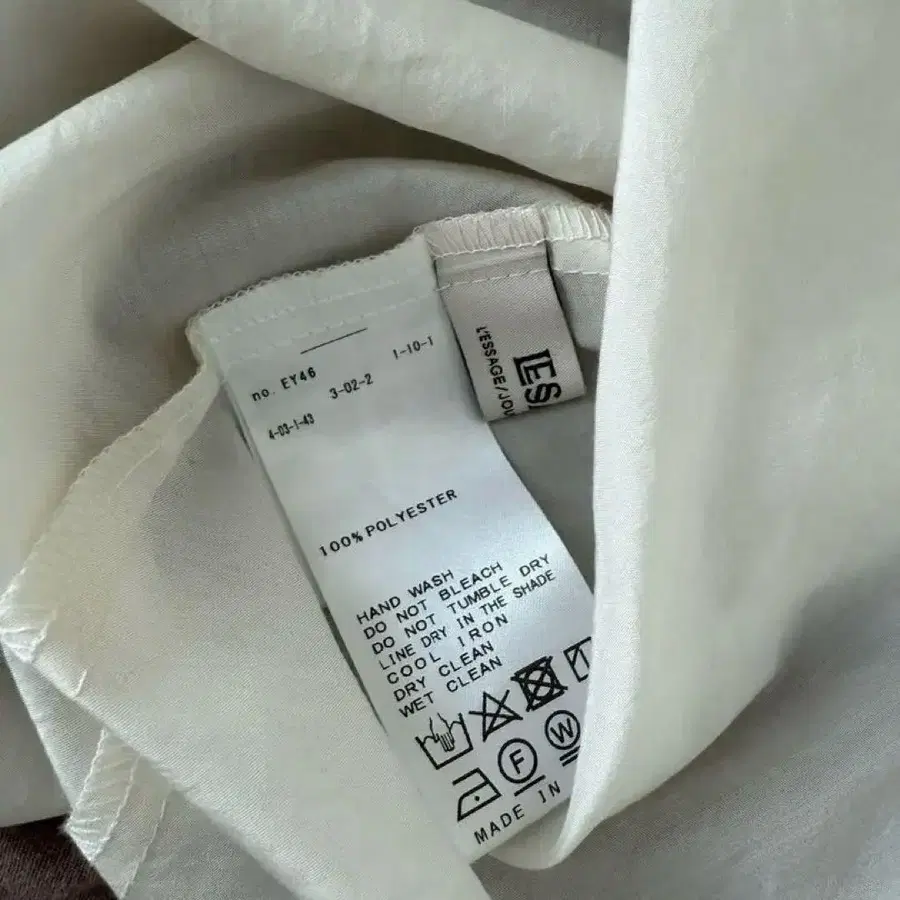 no. EY46
1-10-1
3-02-2
4-03-1-43
100% POLYESTER
HAND WASH
DO NOT BLEACH
DO NOT TUMBLE DRY
LINE DRY IN THE SHADE
COOL IRON
DRY CLEAN
WET CLEAN
F W
MADE IN
L'ESSAGE/JOU